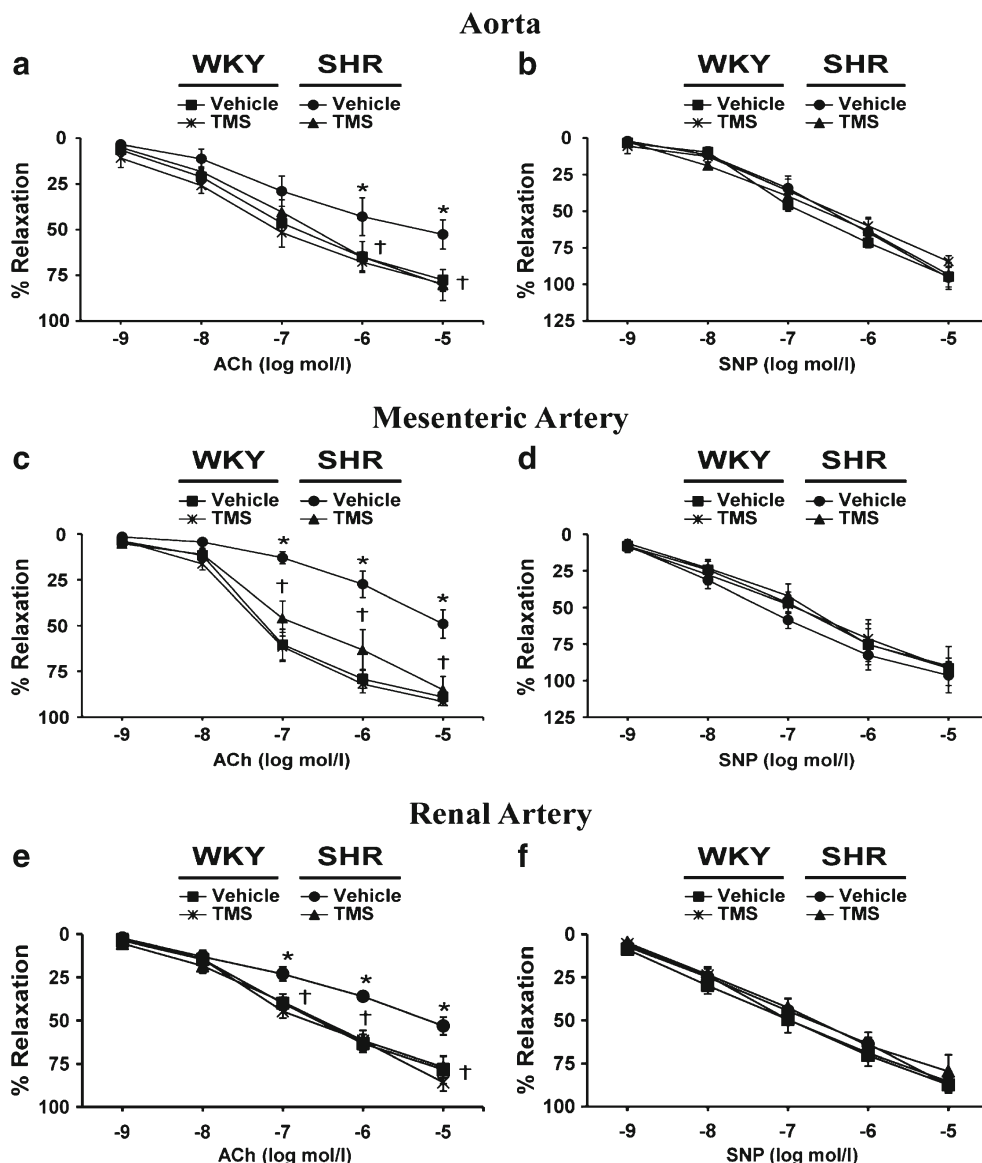 Aorta
a
WKY SHR
Vehicle Vehicle
TMS TMS
0
25
50
75
100
% Relaxation
* *
† †
-9 -8 -7 -6 -5
ACh (log mol/l)
b
WKY SHR
Vehicle Vehicle
TMS TMS
0
25
50
75
100
125
% Relaxation
-9 -8 -7 -6 -5
SNP (log mol/l)
Mesenteric Artery
c
WKY SHR
Vehicle Vehicle
TMS TMS
0
25
50
75
100
% Relaxation
* * *
† † †
-9 -8 -7 -6 -5
ACh (log mol/l)
d
WKY SHR
Vehicle Vehicle
TMS TMS
0
25
50
75
100
125
% Relaxation
-9 -8 -7 -6 -5
SNP (log mol/l)
Renal Artery
e
WKY SHR
Vehicle Vehicle
TMS TMS
0
25
50
75
100
% Relaxation
* * *
† † †
-9 -8 -7 -6 -5
ACh (log mol/l)
f
WKY SHR
Vehicle Vehicle
TMS TMS
0
25
50
75
100
% Relaxation
-9 -8 -7 -6 -5
SNP (log mol/l)